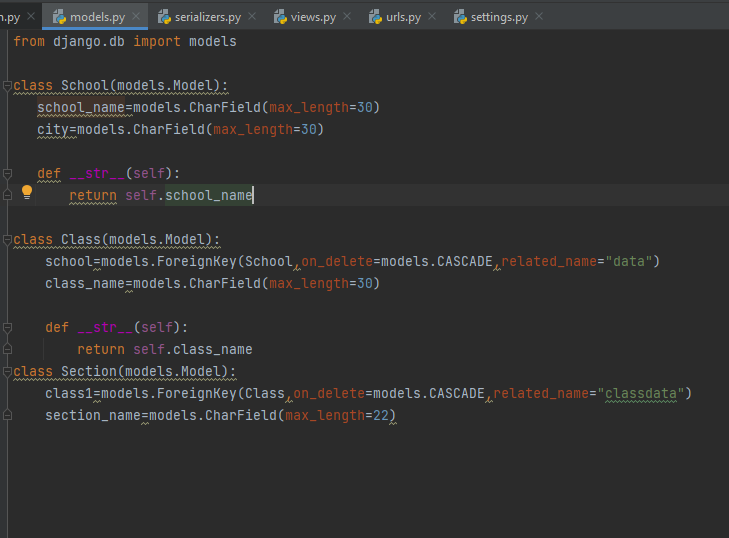 n.py models.py serializers.py views.py urls.py settings.py
from django.db import models
class School(models.Model):
school_name=models.CharField(max_length=30)
city=models.CharField(max_length=30)
def __str__(self):
return self.school_name
class Class(models.Model):
school=models.ForeignKey(School,on_delete=models.CASCADE,related_name="data")
class_name=models.CharField(max_length=30)
def __str__(self):
return self.class_name
class Section(models.Model):
class1=models.ForeignKey(Class,on_delete=models.CASCADE,related_name="classdata")
section_name=models.CharField(max_length=22)